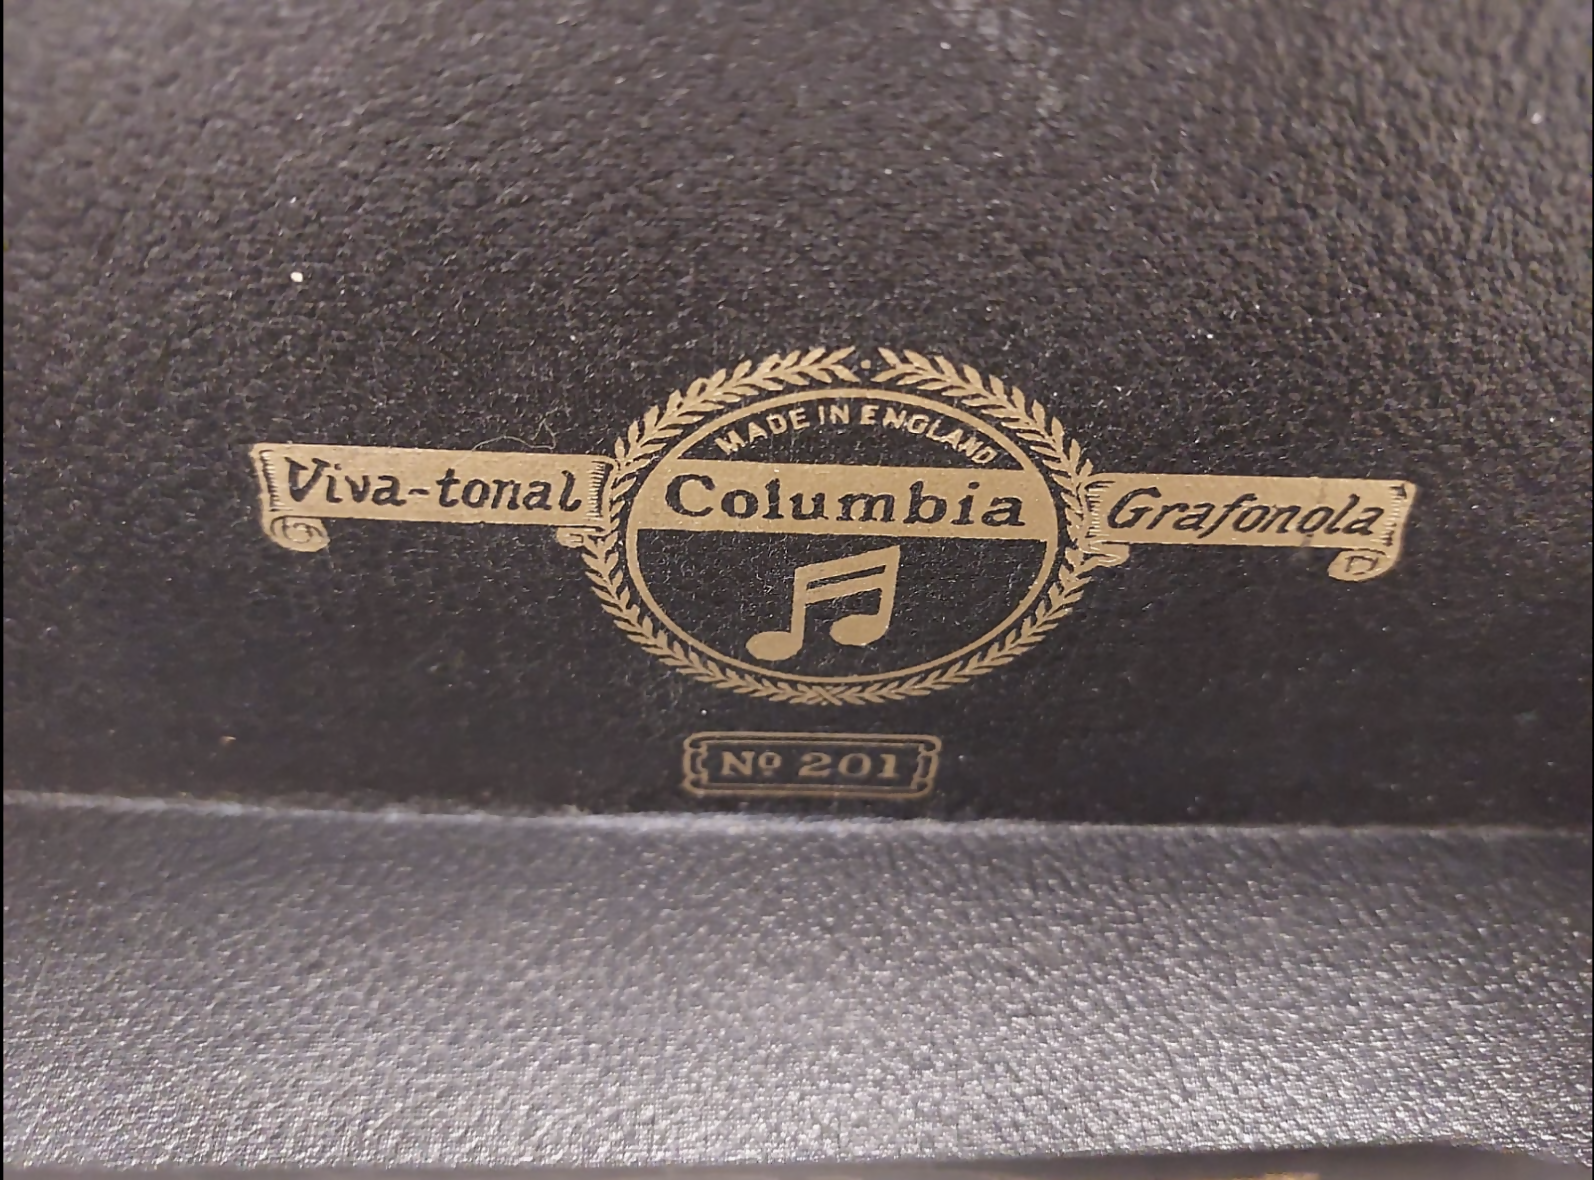 MADE IN ENGLAND
Viva-tonal Columbia Grafonola
Nº 201